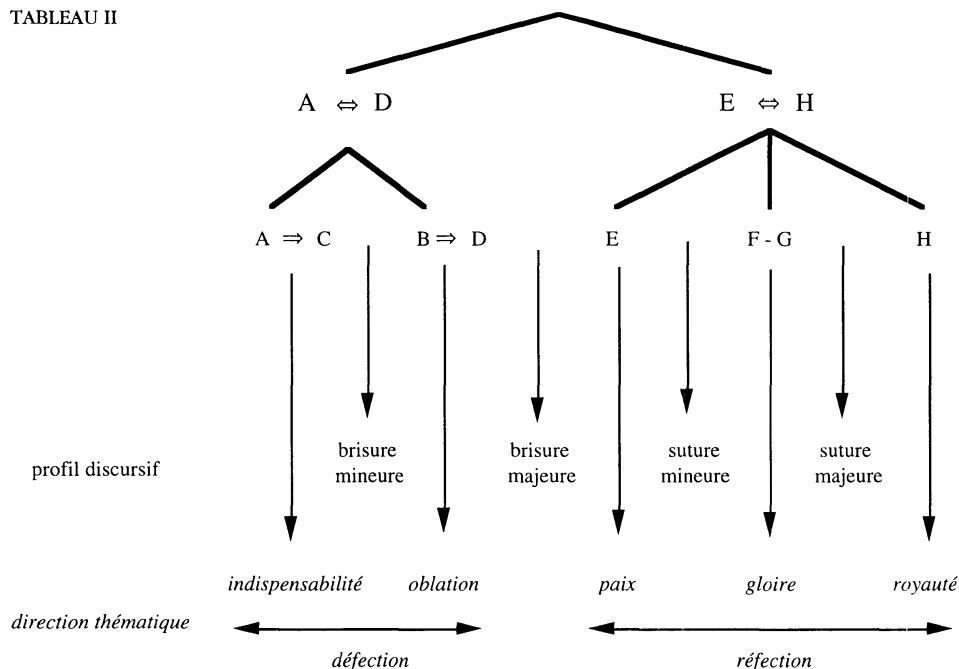 TABLEAU II
A ⇔ D
E ⇔ H
A ⇒ C
B ⇒ D
E
F - G
H
profil discursif
brisure
mineure
brisure
majeure
suture
mineure
suture
majeure
indispensabilité
oblation
paix
gloire
royauté
direction thématique
défection
réfection